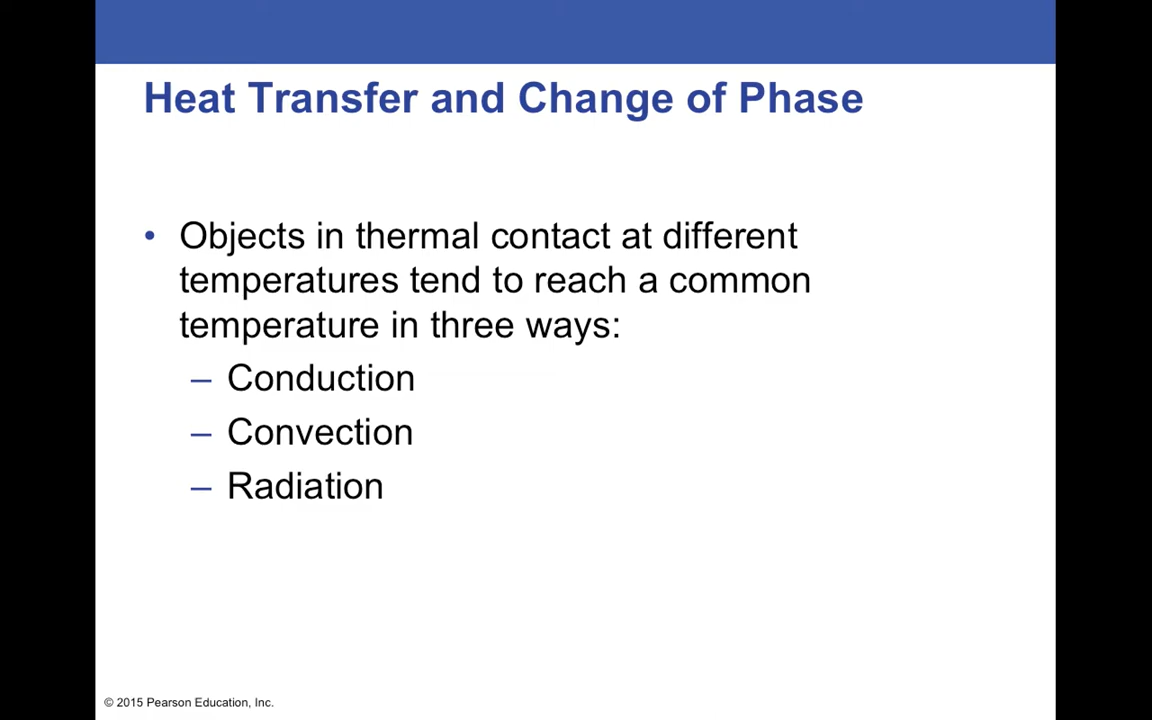 Heat Transfer and Change of Phase
• Objects in thermal contact at different
temperatures tend to reach a common
temperature in three ways:
– Conduction
– Convection
– Radiation
© 2015 Pearson Education, Inc.